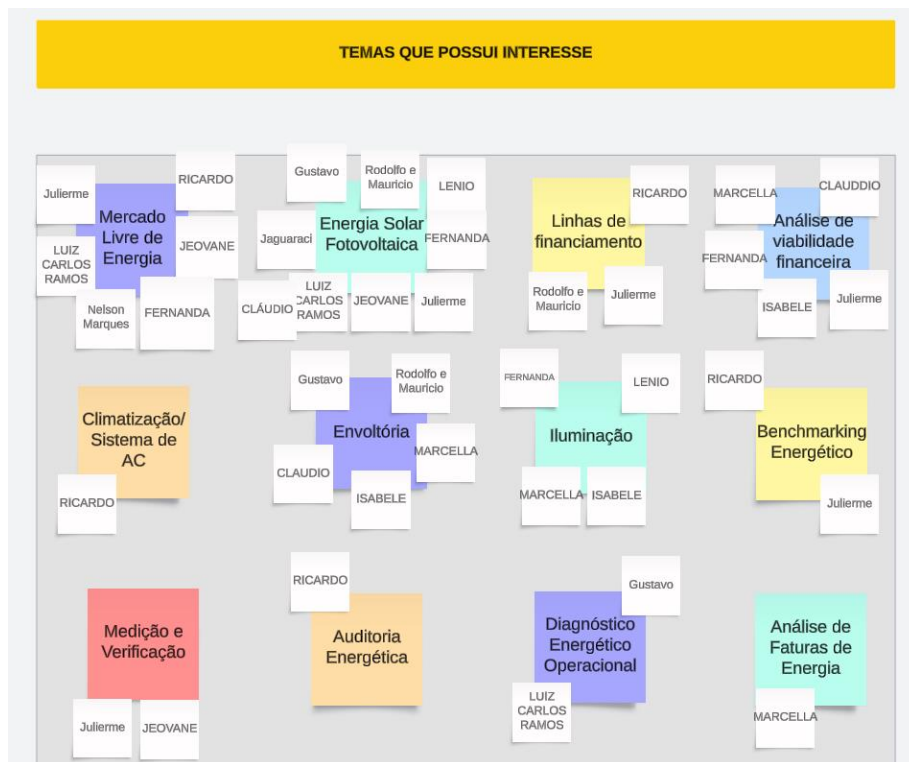 TEMAS QUE POSSUI INTERESSE
Julierme
RICARDO
Mercado
Livre de
Energia
LUIZ
CARLOS
RAMOS
JEOVANE
Nelson
Marques
FERNANDA
Gustavo
Rodolfo e
Mauricio
LENIO
Energia Solar
Fotovoltaica
Jaguaraci
FERNANDA
CLÁUDIO
LUIZ
CARLOS
RAMOS
JEOVANE
Julierme
RICARDO
Linhas de
financiamento
Rodolfo e
Mauricio
Julierme
MARCELLA
CLAUDDIO
Análise de
viabilidade
financeira
FERNANDA
ISABELE
Julierme
Climatização/
Sistema de
AC
RICARDO
Gustavo
Rodolfo e
Mauricio
Envoltória
MARCELLA
CLAUDIO
ISABELE
FERNANDA
LENIO
Iluminação
MARCELLA
ISABELE
RICARDO
Benchmarking
Energético
Julierme
Medição e
Verificação
Julierme
JEOVANE
RICARDO
Auditoria
Energética
Gustavo
Diagnóstico
Energético
Operacional
LUIZ
CARLOS
RAMOS
Análise de
Faturas de
Energia
MARCELLA